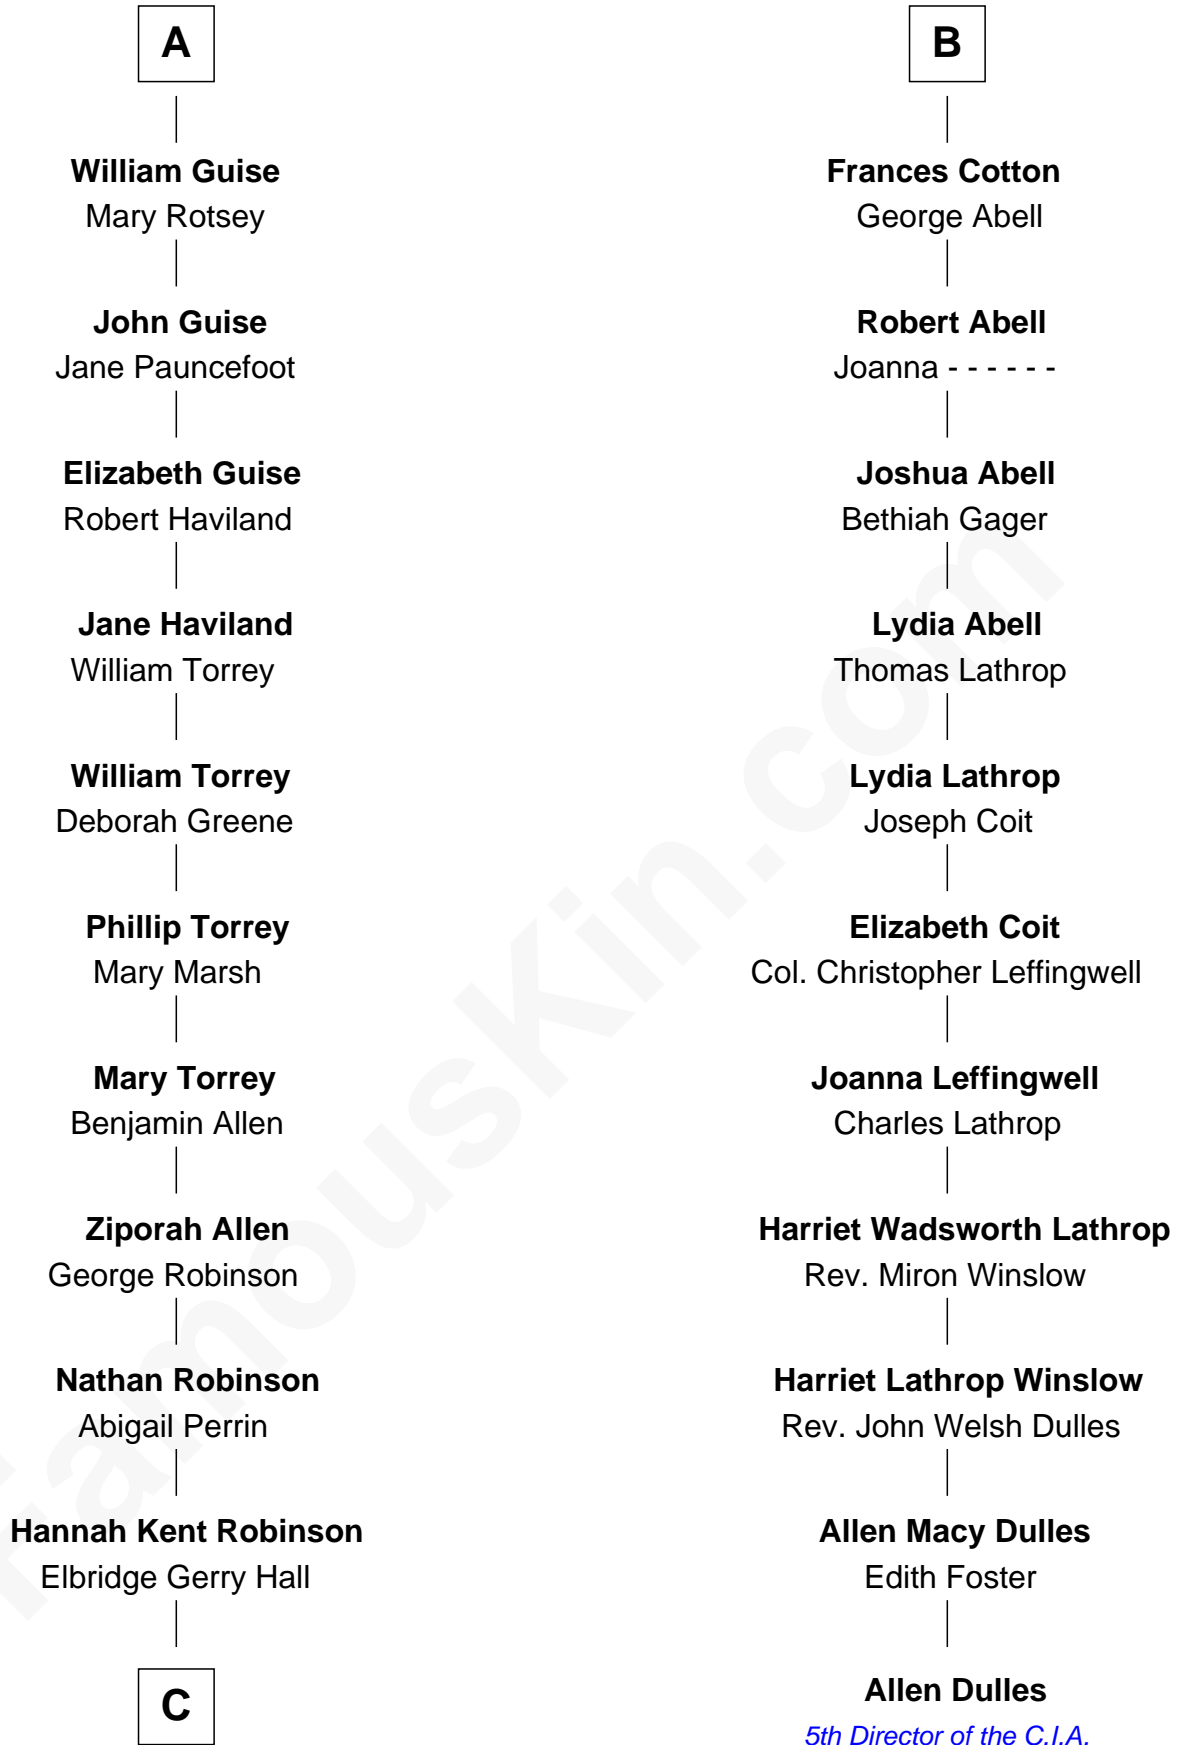 A
William Guise
Mary Rotsey
John Guise
Jane Pauncefoot
Elizabeth Guise
Robert Haviland
Jane Haviland
William Torrey
William Torrey
Deborah Greene
Phillip Torrey
Mary Marsh
Mary Torrey
Benjamin Allen
Ziporah Allen
George Robinson
Nathan Robinson
Abigail Perrin
Hannah Kent Robinson
Elbridge Gerry Hall
C
B
Frances Cotton
George Abell
Robert Abell
Joanna - - - - - -
Joshua Abell
Bethiah Gager
Lydia Abell
Thomas Lathrop
Lydia Lathrop
Joseph Coit
Elizabeth Coit
Col. Christopher Leffingwell
Joanna Leffingwell
Charles Lathrop
Harriet Wadsworth Lathrop
Rev. Miron Winslow
Harriet Lathrop Winslow
Rev. John Welsh Dulles
Allen Macy Dulles
Edith Foster
Allen Dulles
5th Director of the C.I.A.
FamousKin.com